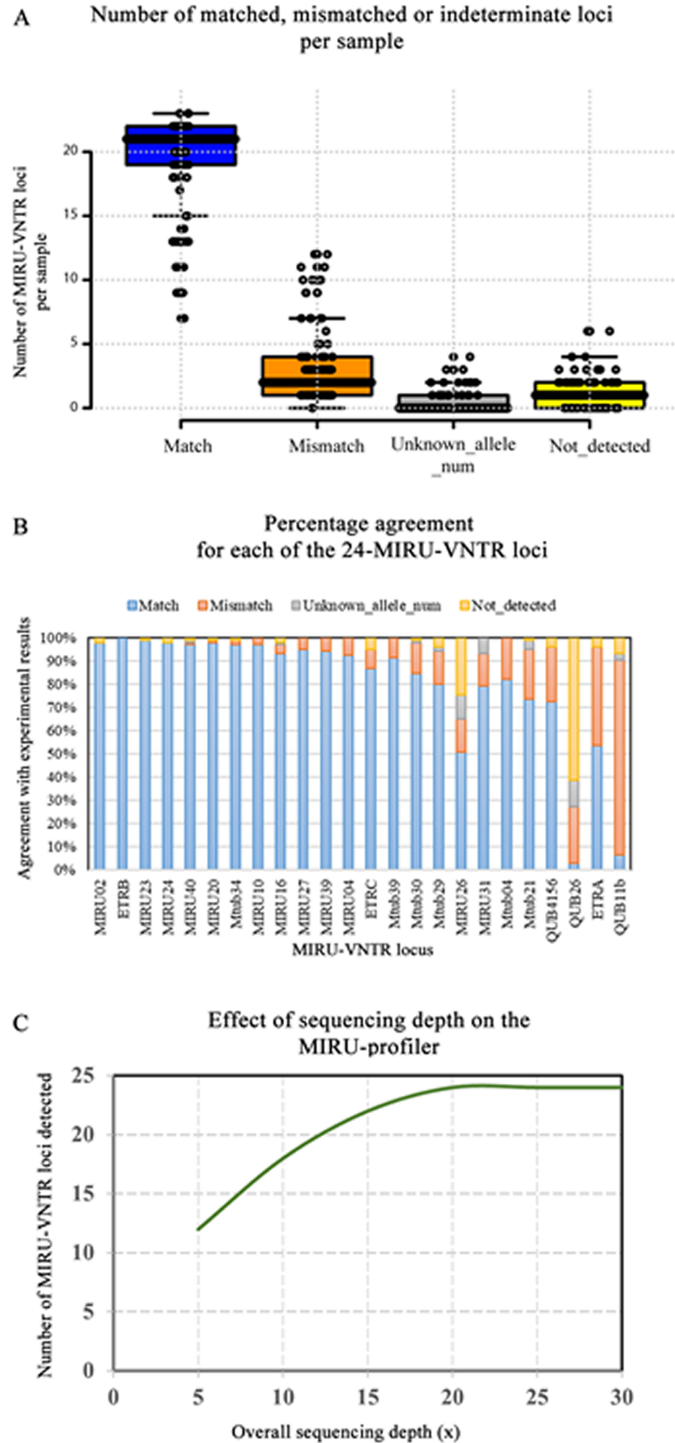 A
Number of matched, mismatched or indeterminate loci
per sample
Number of MIRU-VNTR loci
per sample
20
15
10
5
0
Match
Mismatch
Unknown_allele
_num
Not_detected
B
Percentage agreement
for each of the 24-MIRU-VNTR loci
Match
Mismatch
Unknown_allele_num
Not_detected
Agreement with experimental results
100%
90%
80%
70%
60%
50%
40%
30%
20%
10%
0%
MIRU02
ETRB
MIRU23
MIRU24
MIRU40
MIRU20
Mtub34
MIRU10
MIRU16
MIRU27
MIRU39
MIRU04
ETRC
Mtub39
Mtub30
Mtub29
MIRU26
MIRU31
Mtub04
Mtub21
QUB4156
QUB26
ETRA
QUB11b
MIRU-VNTR locus
C
Effect of sequencing depth on the
MIRU-profiler
Number of MIRU-VNTR loci detected
25
20
15
10
5
0
0
5
10
15
20
25
30
Overall sequencing depth (x)